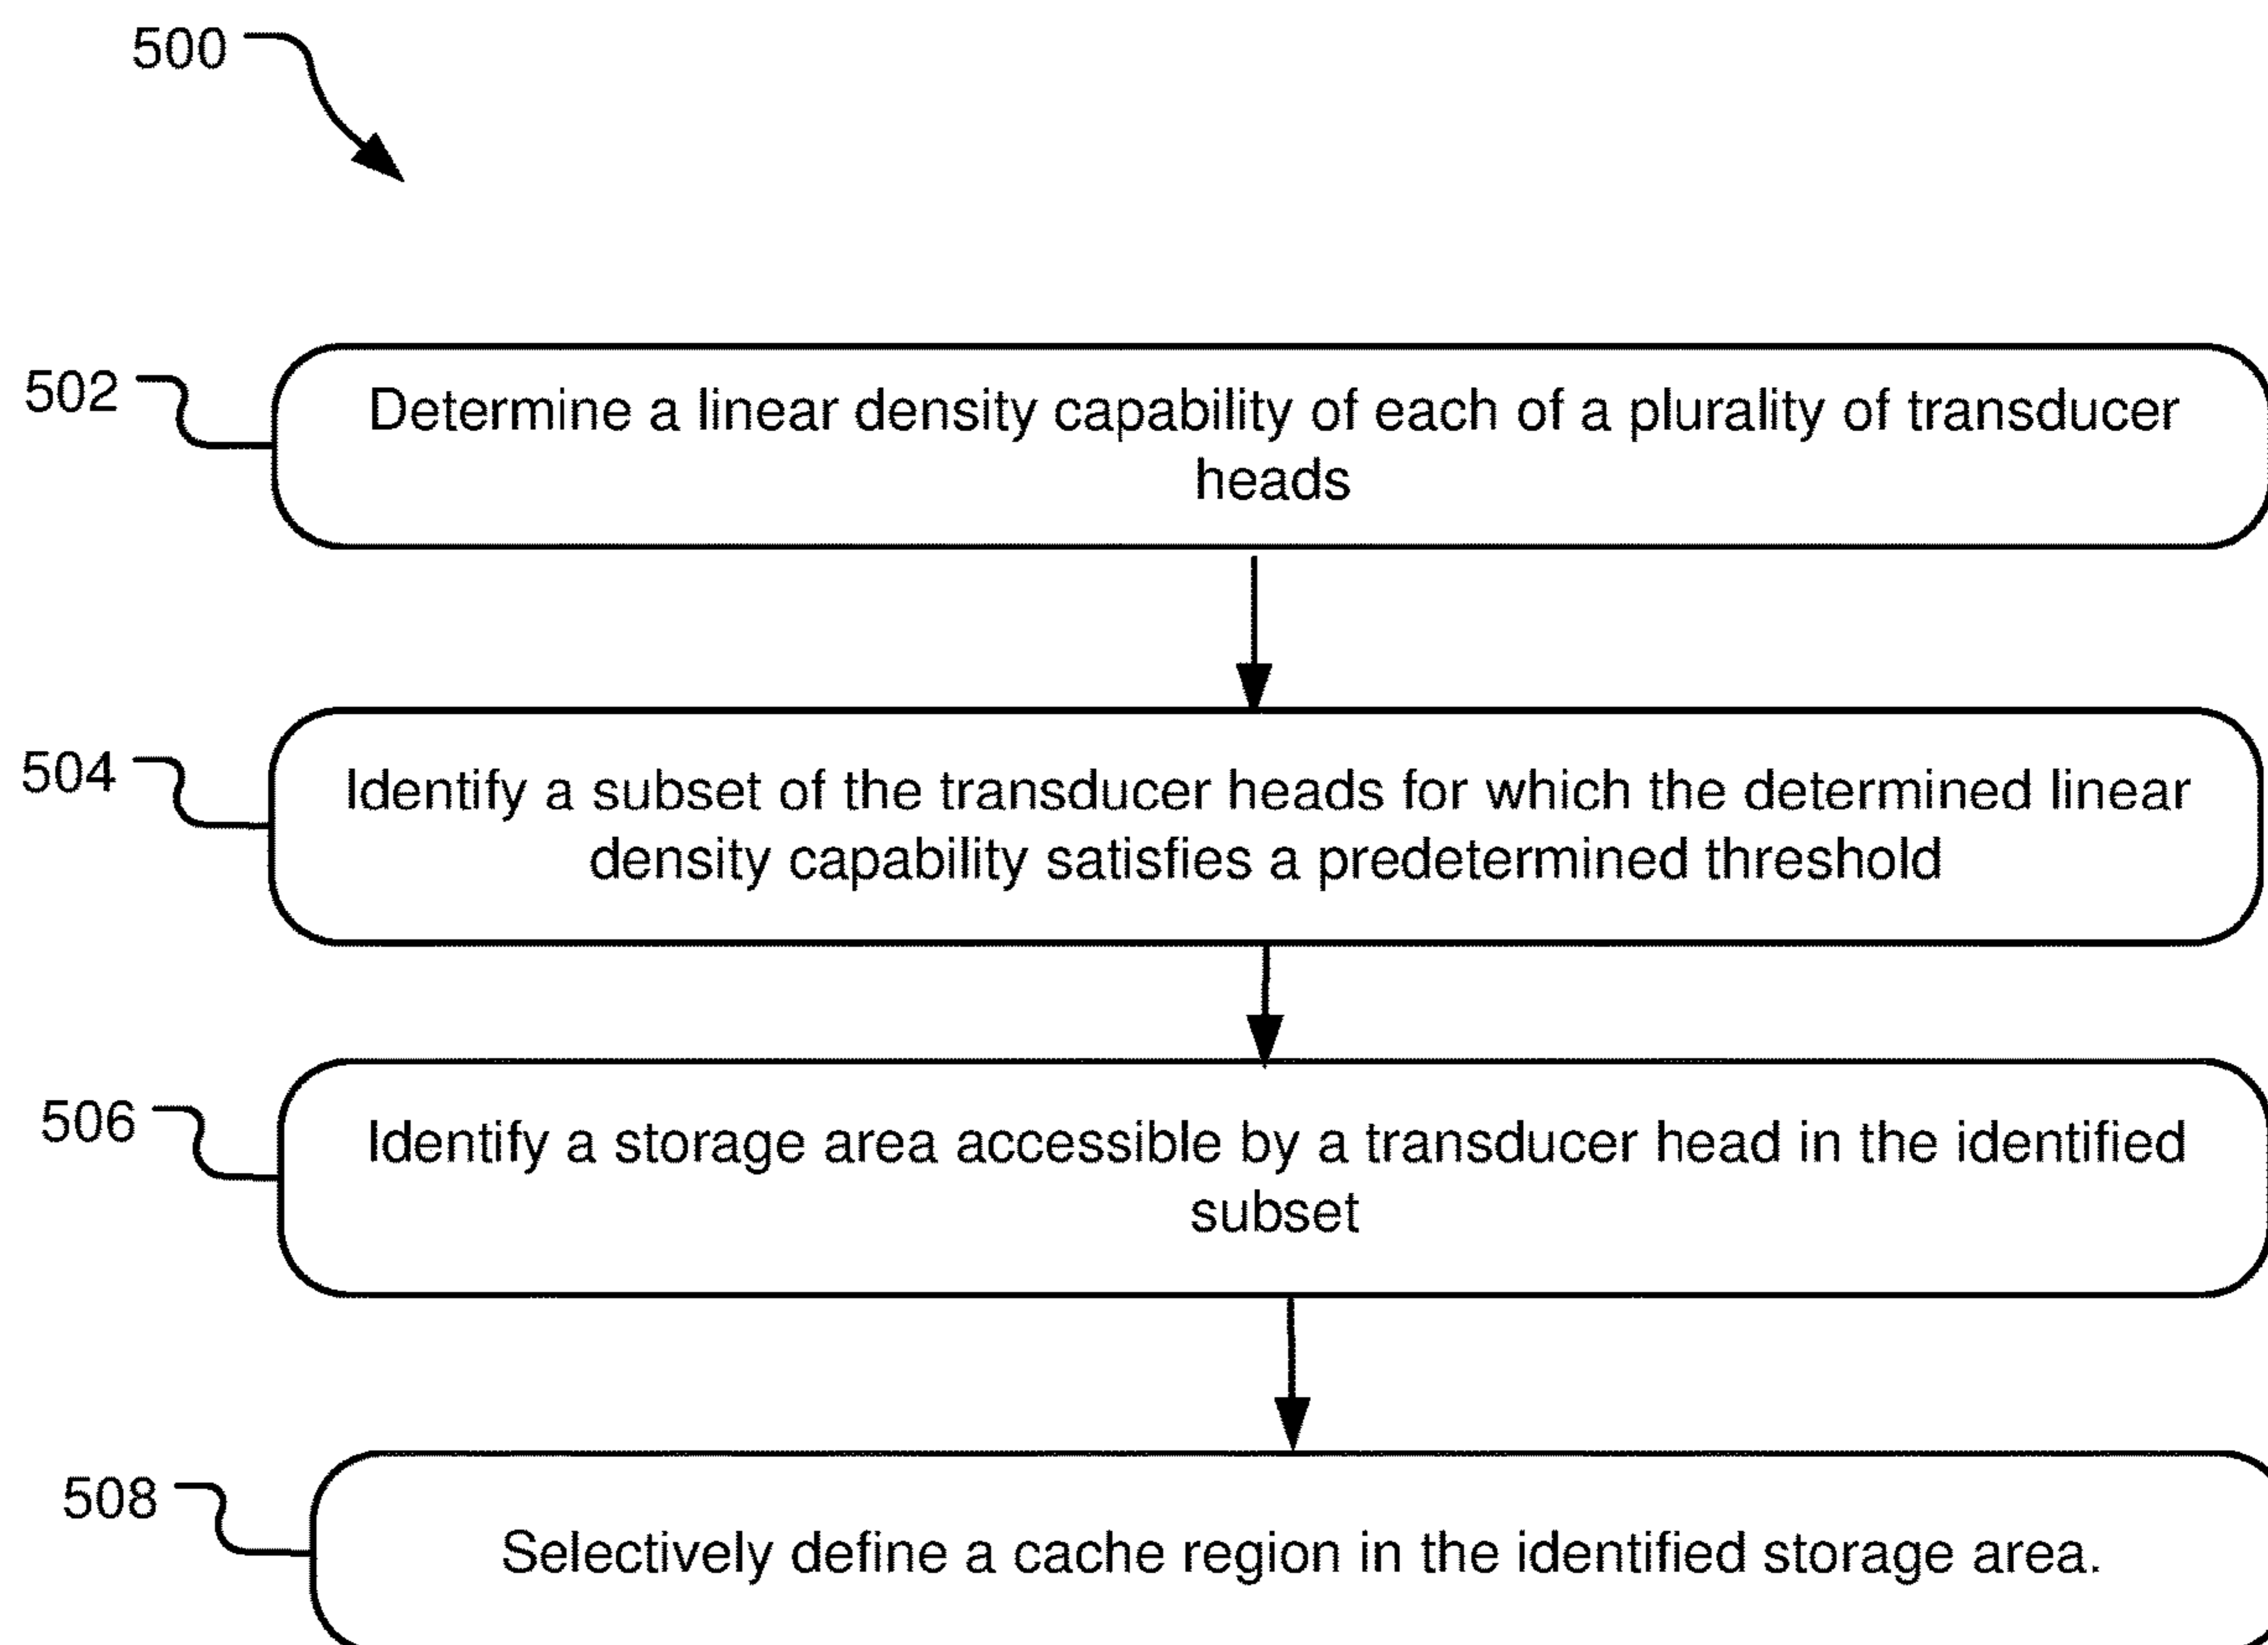 500
502
Determine a linear density capability of each of a plurality of transducer
heads
504
Identify a subset of the transducer heads for which the determined linear
density capability satisfies a predetermined threshold
506
Identify a storage area accessible by a transducer head in the identified
subset
508
Selectively define a cache region in the identified storage area.